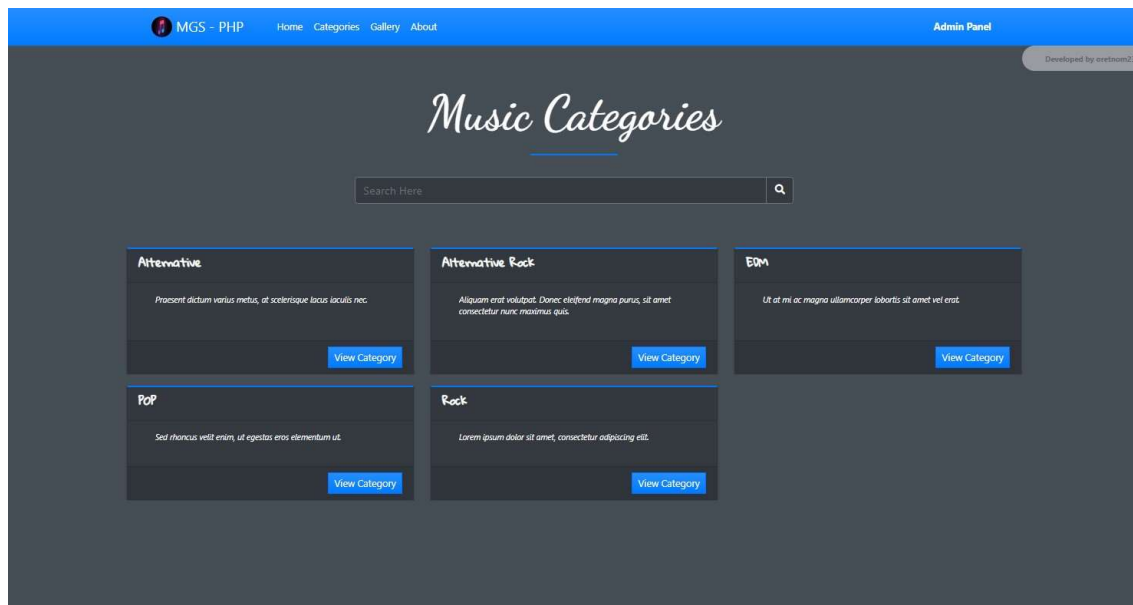 MGS - PHP Home Categories Gallery About Admin Panel
Developed by oretnom2
Music Categories
Search Here
Alternative
Praesent dictum varius metus, at scelerisque lacus iaculis nec.
View Category
Alternative Rock
Aliquam erat volutpat. Donec eleifend magna purus, sit amet
consectetur nunc maximus quis.
View Category
EDM
Ut at mi ac magna ullamcorper lobortis sit amet vel erat.
View Category
POP
Sed rhoncus velit enim, ut egestas eros elementum ut.
View Category
Rock
Lorem ipsum dolor sit amet, consectetur adipiscing elit.
View Category